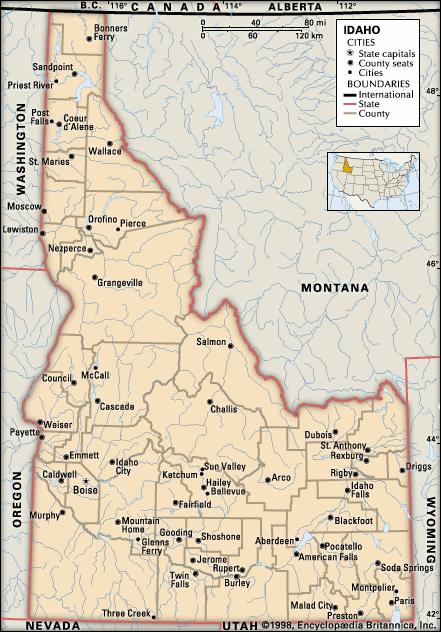 B.C. CANADA ALBERTA
116° 114° 112°
0 40 80 mi
0 60 120 km
IDAHO
CITIES
State capitals
County seats
Cities
BOUNDARIES
International
State
County
Bonners
Ferry
Sandpoint
Priest River
48°
WASHINGTON
Post
Falls
Coeur
d'Alene
Wallace
St. Maries
Moscow
Lewiston
Orofino
Pierce
Nezperce
46°
Grangeville
MONTANA
Salmon
McCall
Council
Cascade
Challis
Weiser
Payette
Dubois
St. Anthony
Rexburg
44°
Emmett
Idaho
City
Sun Valley
Ketchum
Hailey
Bellevue
Arco
Rigby
Driggs
Caldwell
Boise
Idaho
Falls
OREGON
Fairfield
Murphy
Mountain
Home
Glenns
Ferry
Gooding
Shoshone
Blackfoot
WYOMING
Aberdeen
Pocatello
American Falls
Jerome
Twin
Falls
Rupert
Burley
Soda Springs
Montpelier
Paris
Three Creek
Malad City
Preston
42°
NEVADA UTAH ©1998, Encyclopædia Britannica, Inc.